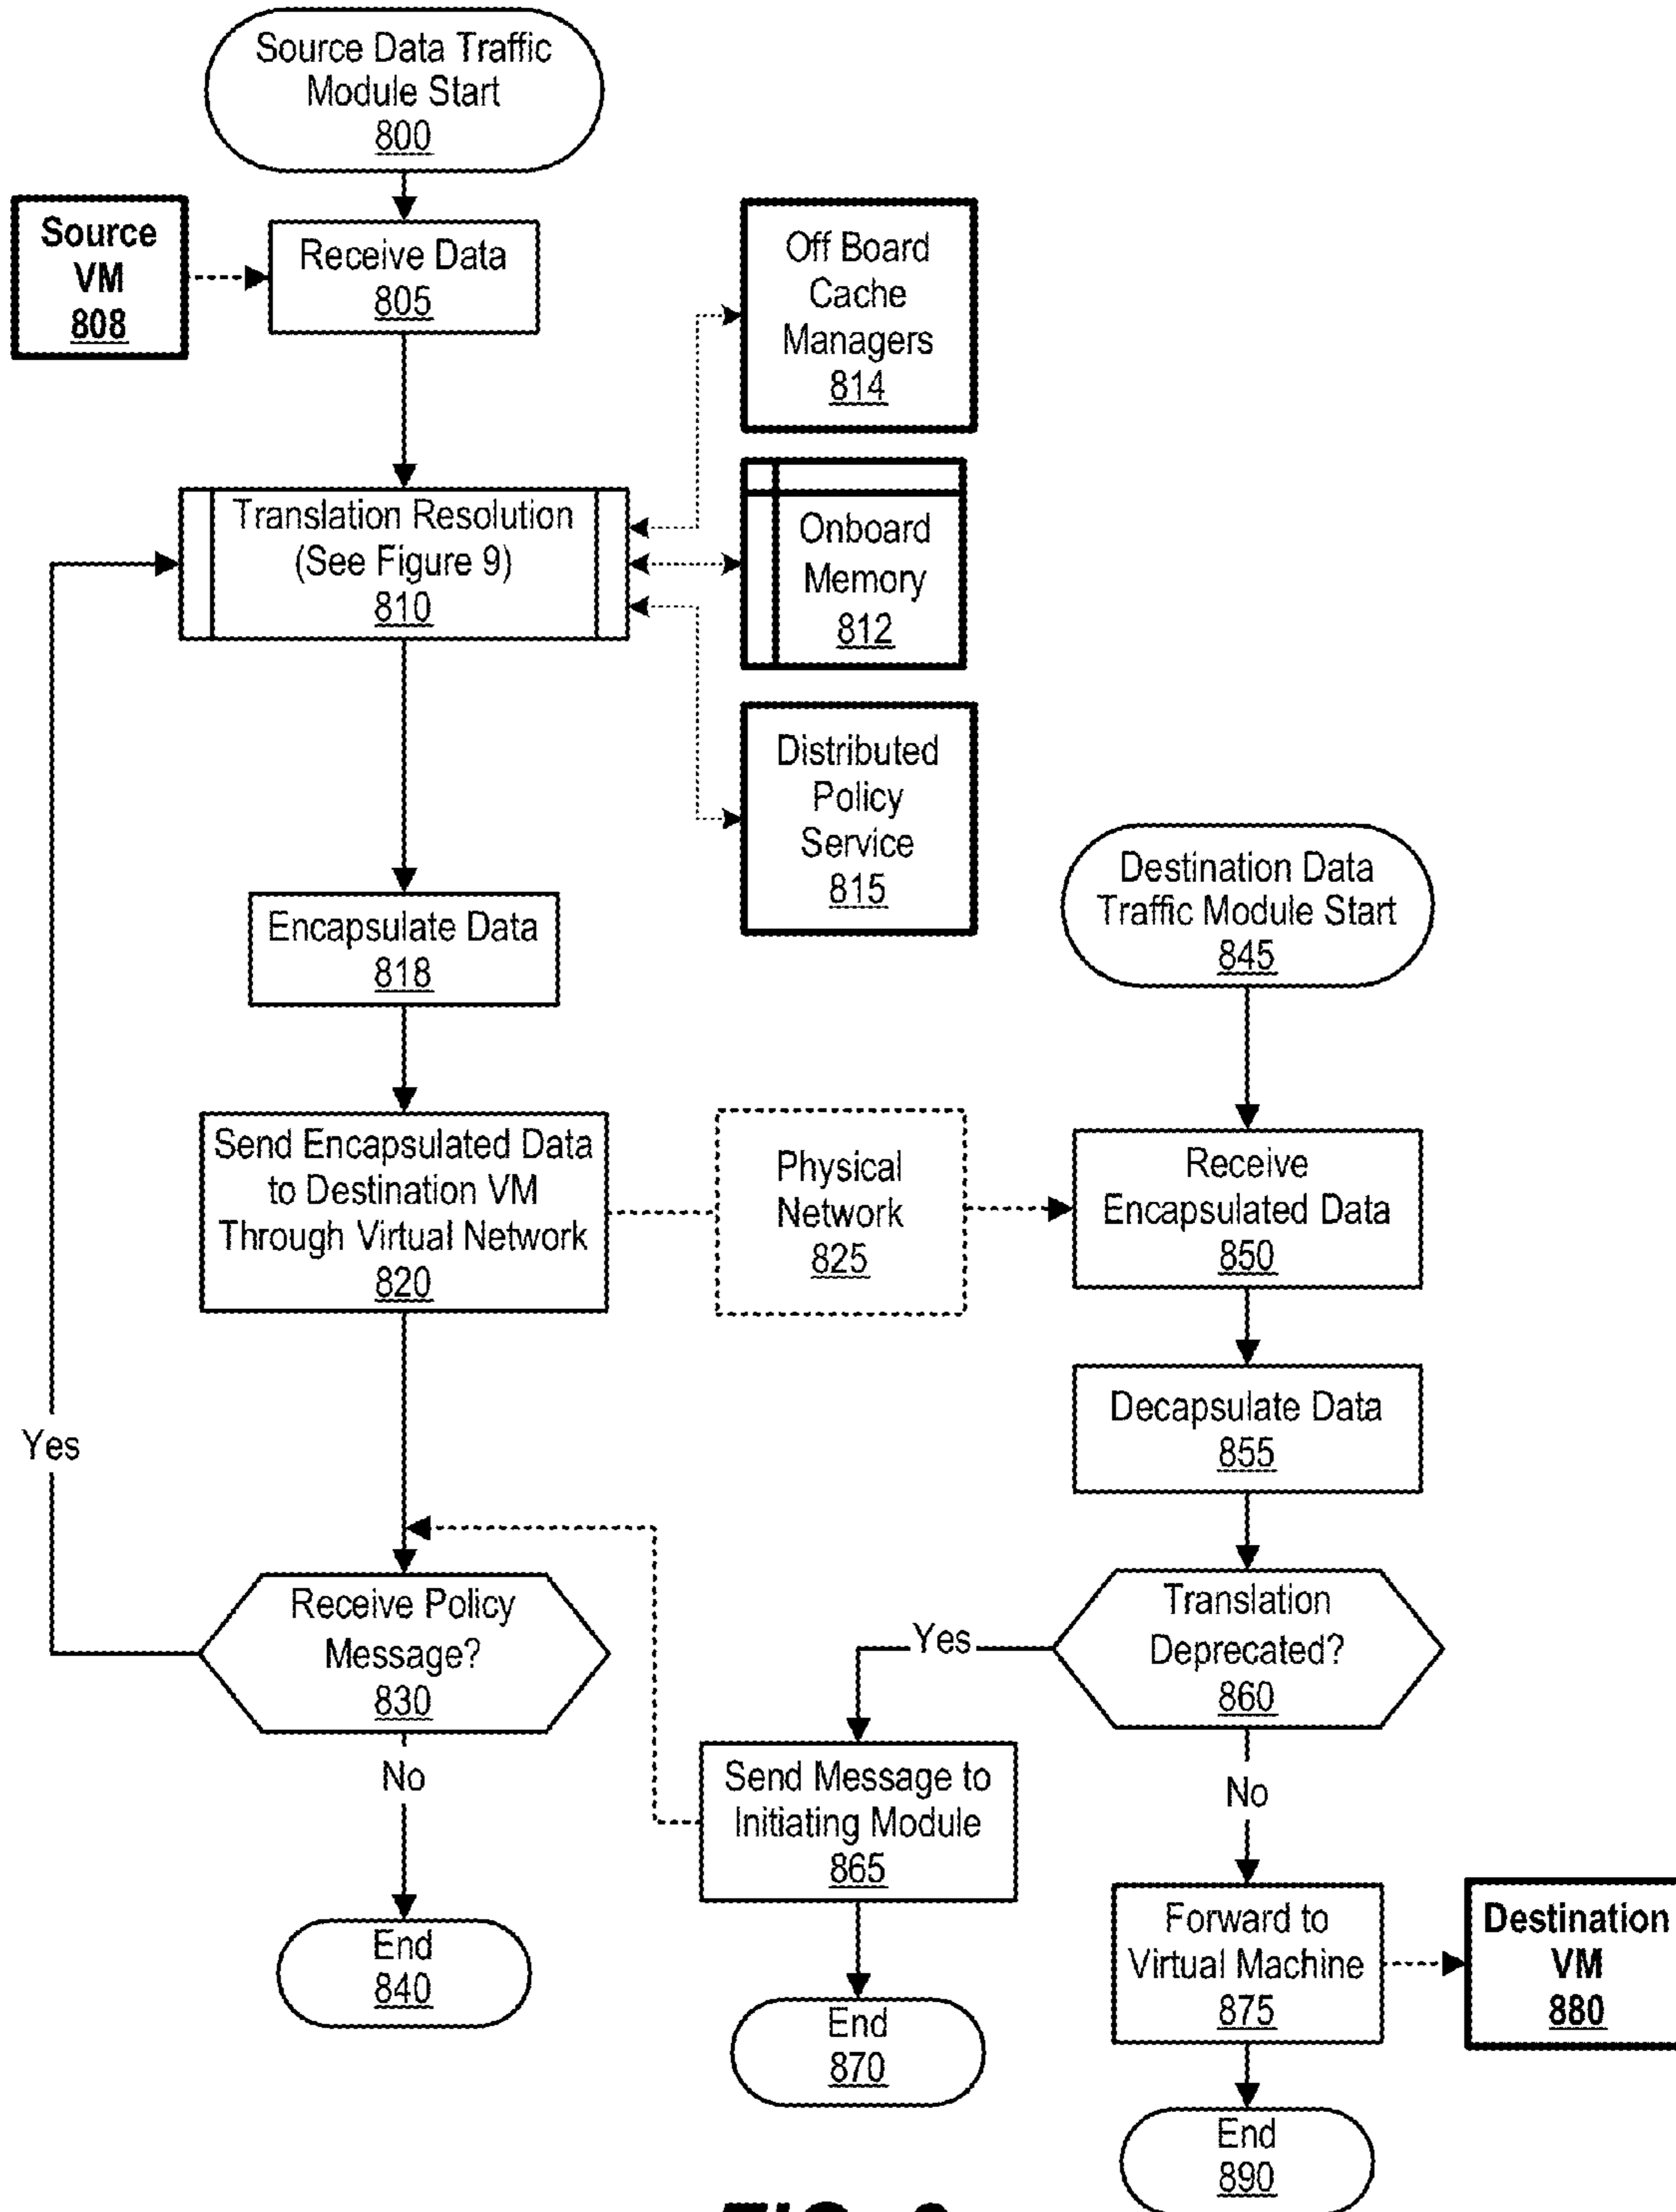 Source Data Traffic
Module Start
800
Source
VM
808
Receive Data
805
Off Board
Cache
Managers
814
Translation Resolution
(See Figure 9)
810
Onboard
Memory
812
Distributed
Policy
Service
815
Encapsulate Data
818
Destination Data
Traffic Module Start
845
Send Encapsulated Data
to Destination VM
Through Virtual Network
820
Physical
Network
825
Receive
Encapsulated Data
850
Decapsulate Data
855
Yes
Receive Policy
Message?
830
Translation
Deprecated?
860
Yes
No
Send Message to
Initiating Module
865
No
End
840
Forward to
Virtual Machine
875
Destination
VM
880
End
870
End
890